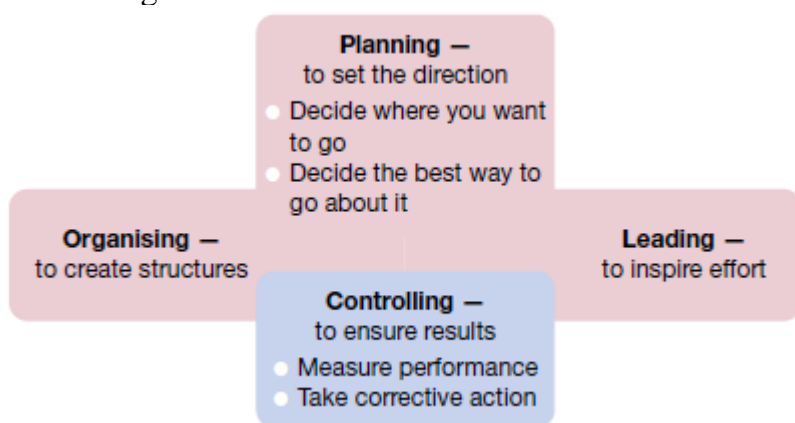 Planning —
to set the direction
Decide where you want
to go
Decide the best way to
go about it
Organising —
to create structures
Leading —
to inspire effort
Controlling —
to ensure results
Measure performance
Take corrective action